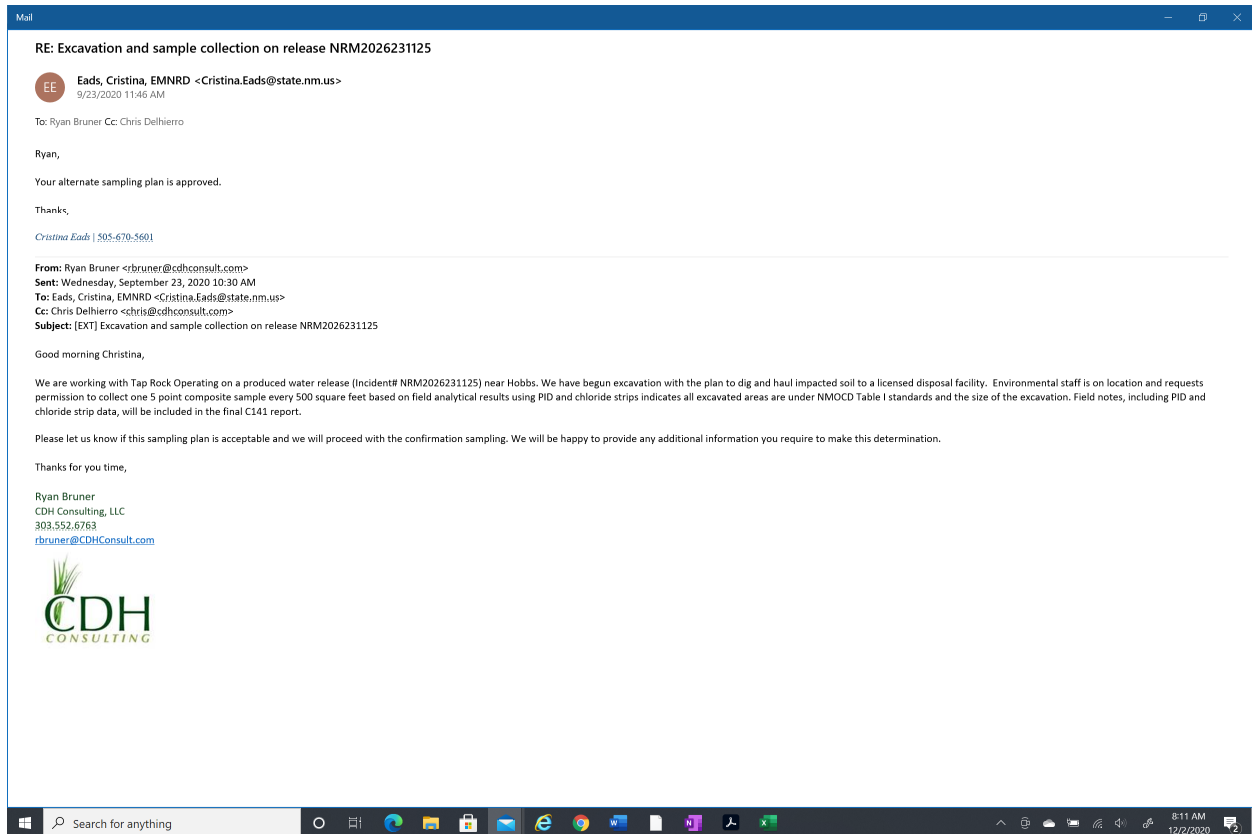 Mail
RE: Excavation and sample collection on release NRM2026231125
EE
Eads, Cristina, EMNRD <Cristina.Eads@state.nm.us>
9/23/2020 11:46 AM
To: Ryan Bruner Cc: Chris Delhierro
Ryan,
Your alternate sampling plan is approved.
Thanks,
Cristina Eads | 505-670-5601
From: Ryan Bruner <rbruner@cdhconsult.com>
Sent: Wednesday, September 23, 2020 10:30 AM
To: Eads, Cristina, EMNRD <Cristina.Eads@state.nm.us>
Cc: Chris Delhierro <chris@cdhconsult.com>
Subject: [EXT] Excavation and sample collection on release NRM2026231125
Good morning Christina,
We are working with Tap Rock Operating on a produced water release (Incident# NRM2026231125) near Hobbs. We have begun excavation with the plan to dig and haul impacted soil to a licensed disposal facility.  Environmental staff is on location and requests
permission to collect one 5 point composite sample every 500 square feet based on field analytical results using PID and chloride strips indicates all excavated areas are under NMOCD Table I standards and the size of the excavation. Field notes, including PID and
chloride strip data, will be included in the final C141 report.
Please let us know if this sampling plan is acceptable and we will proceed with the confirmation sampling. We will be happy to provide any additional information you require to make this determination.
Thanks for you time,
Ryan Bruner
CDH Consulting, LLC
303.552.6763
rbruner@CDHConsult.com
CDH
CONSULTING
Search for anything
8:11 AM
12/2/2020
2